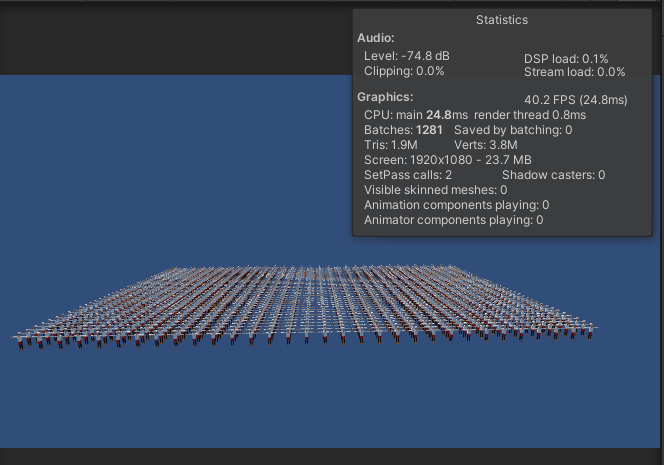 Statistics
Audio:
Level: -74.8 dB DSP load: 0.1%
Clipping: 0.0% Stream load: 0.0%
Graphics: 40.2 FPS (24.8ms)
CPU: main 24.8ms render thread 0.8ms
Batches: 1281 Saved by batching: 0
Tris: 1.9M Verts: 3.8M
Screen: 1920x1080 - 23.7 MB
SetPass calls: 2 Shadow casters: 0
Visible skinned meshes: 0
Animation components playing: 0
Animator components playing: 0